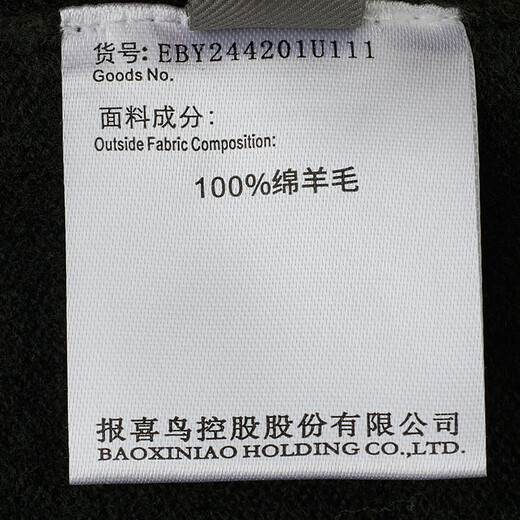 货号: EBY244201U111
Goods No.
面料成分:
Outside Fabric Composition:
100%绵羊毛
报喜鸟控股股份有限公司
BAOXINIAO HOLDING CO.,LTD.